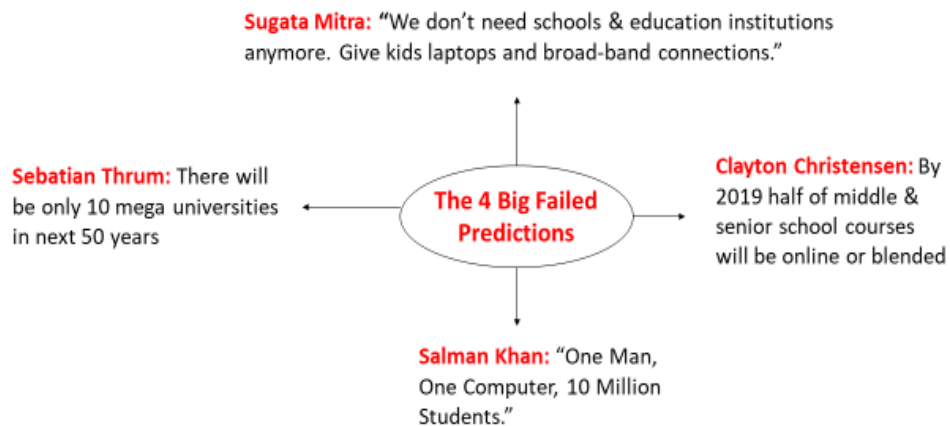 Sugata Mitra: “We don’t need schools & education institutions
anymore. Give kids laptops and broad-band connections.”
Sebatian Thrum: There will
be only 10 mega universities
in next 50 years
The 4 Big Failed
Predictions
Clayton Christensen: By
2019 half of middle &
senior school courses
will be online or blended
Salman Khan: “One Man,
One Computer, 10 Million
Students.”